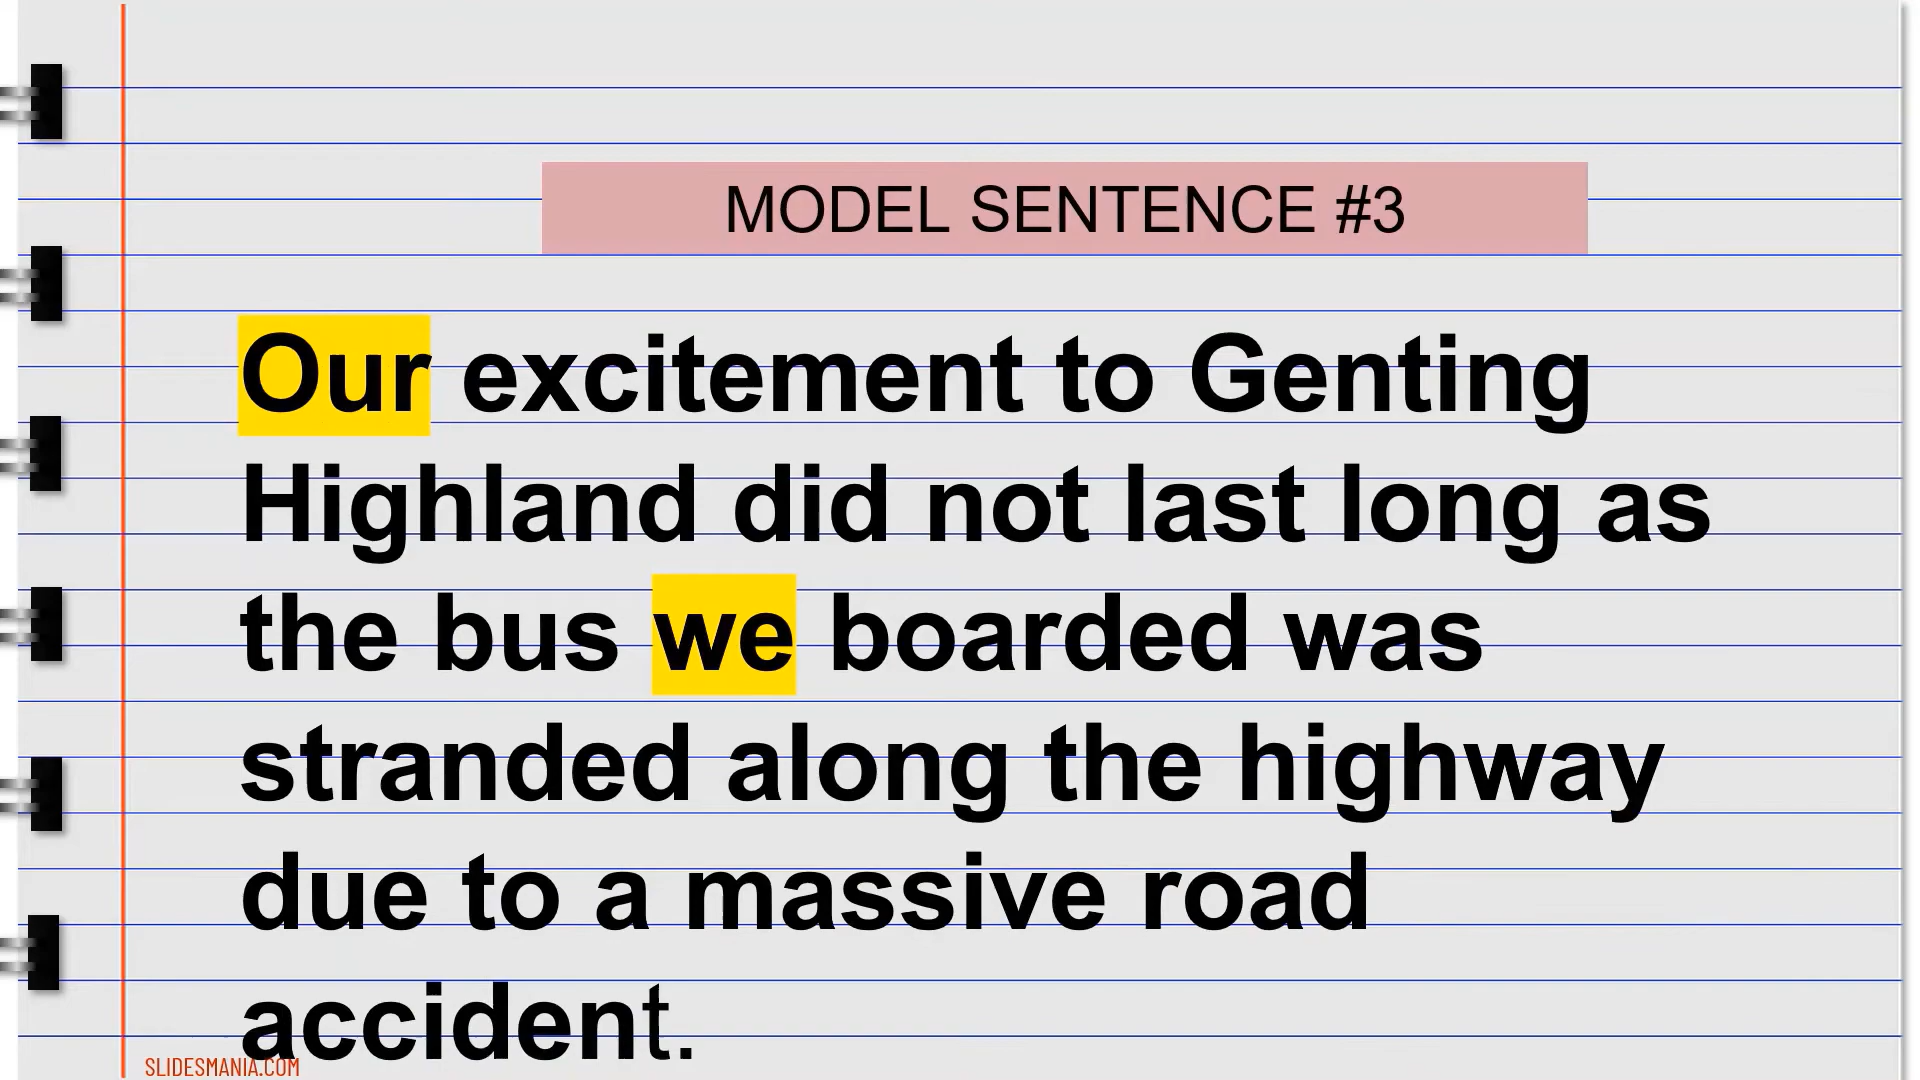 MODEL SENTENCE #3
Our excitement to Genting
Highland did not last long as
the bus we boarded was
stranded along the highway
due to a massive road
accident.
SLIDESMANIA.COM